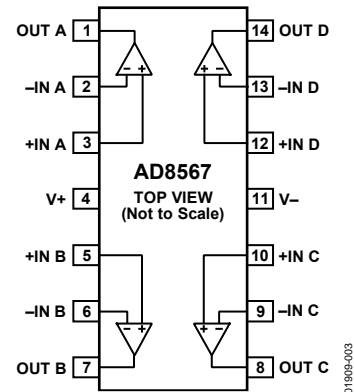 OUT A 1 14 OUT D
–IN A 2 – + + – 13 –IN D
+IN A 3 12 +IN D
AD8567
V+ 4 TOP VIEW 11 V–
(Not to Scale)
+IN B 5 10 +IN C
–IN B 6 – + + – 9 –IN C
OUT B 7 8 OUT C
01909-003